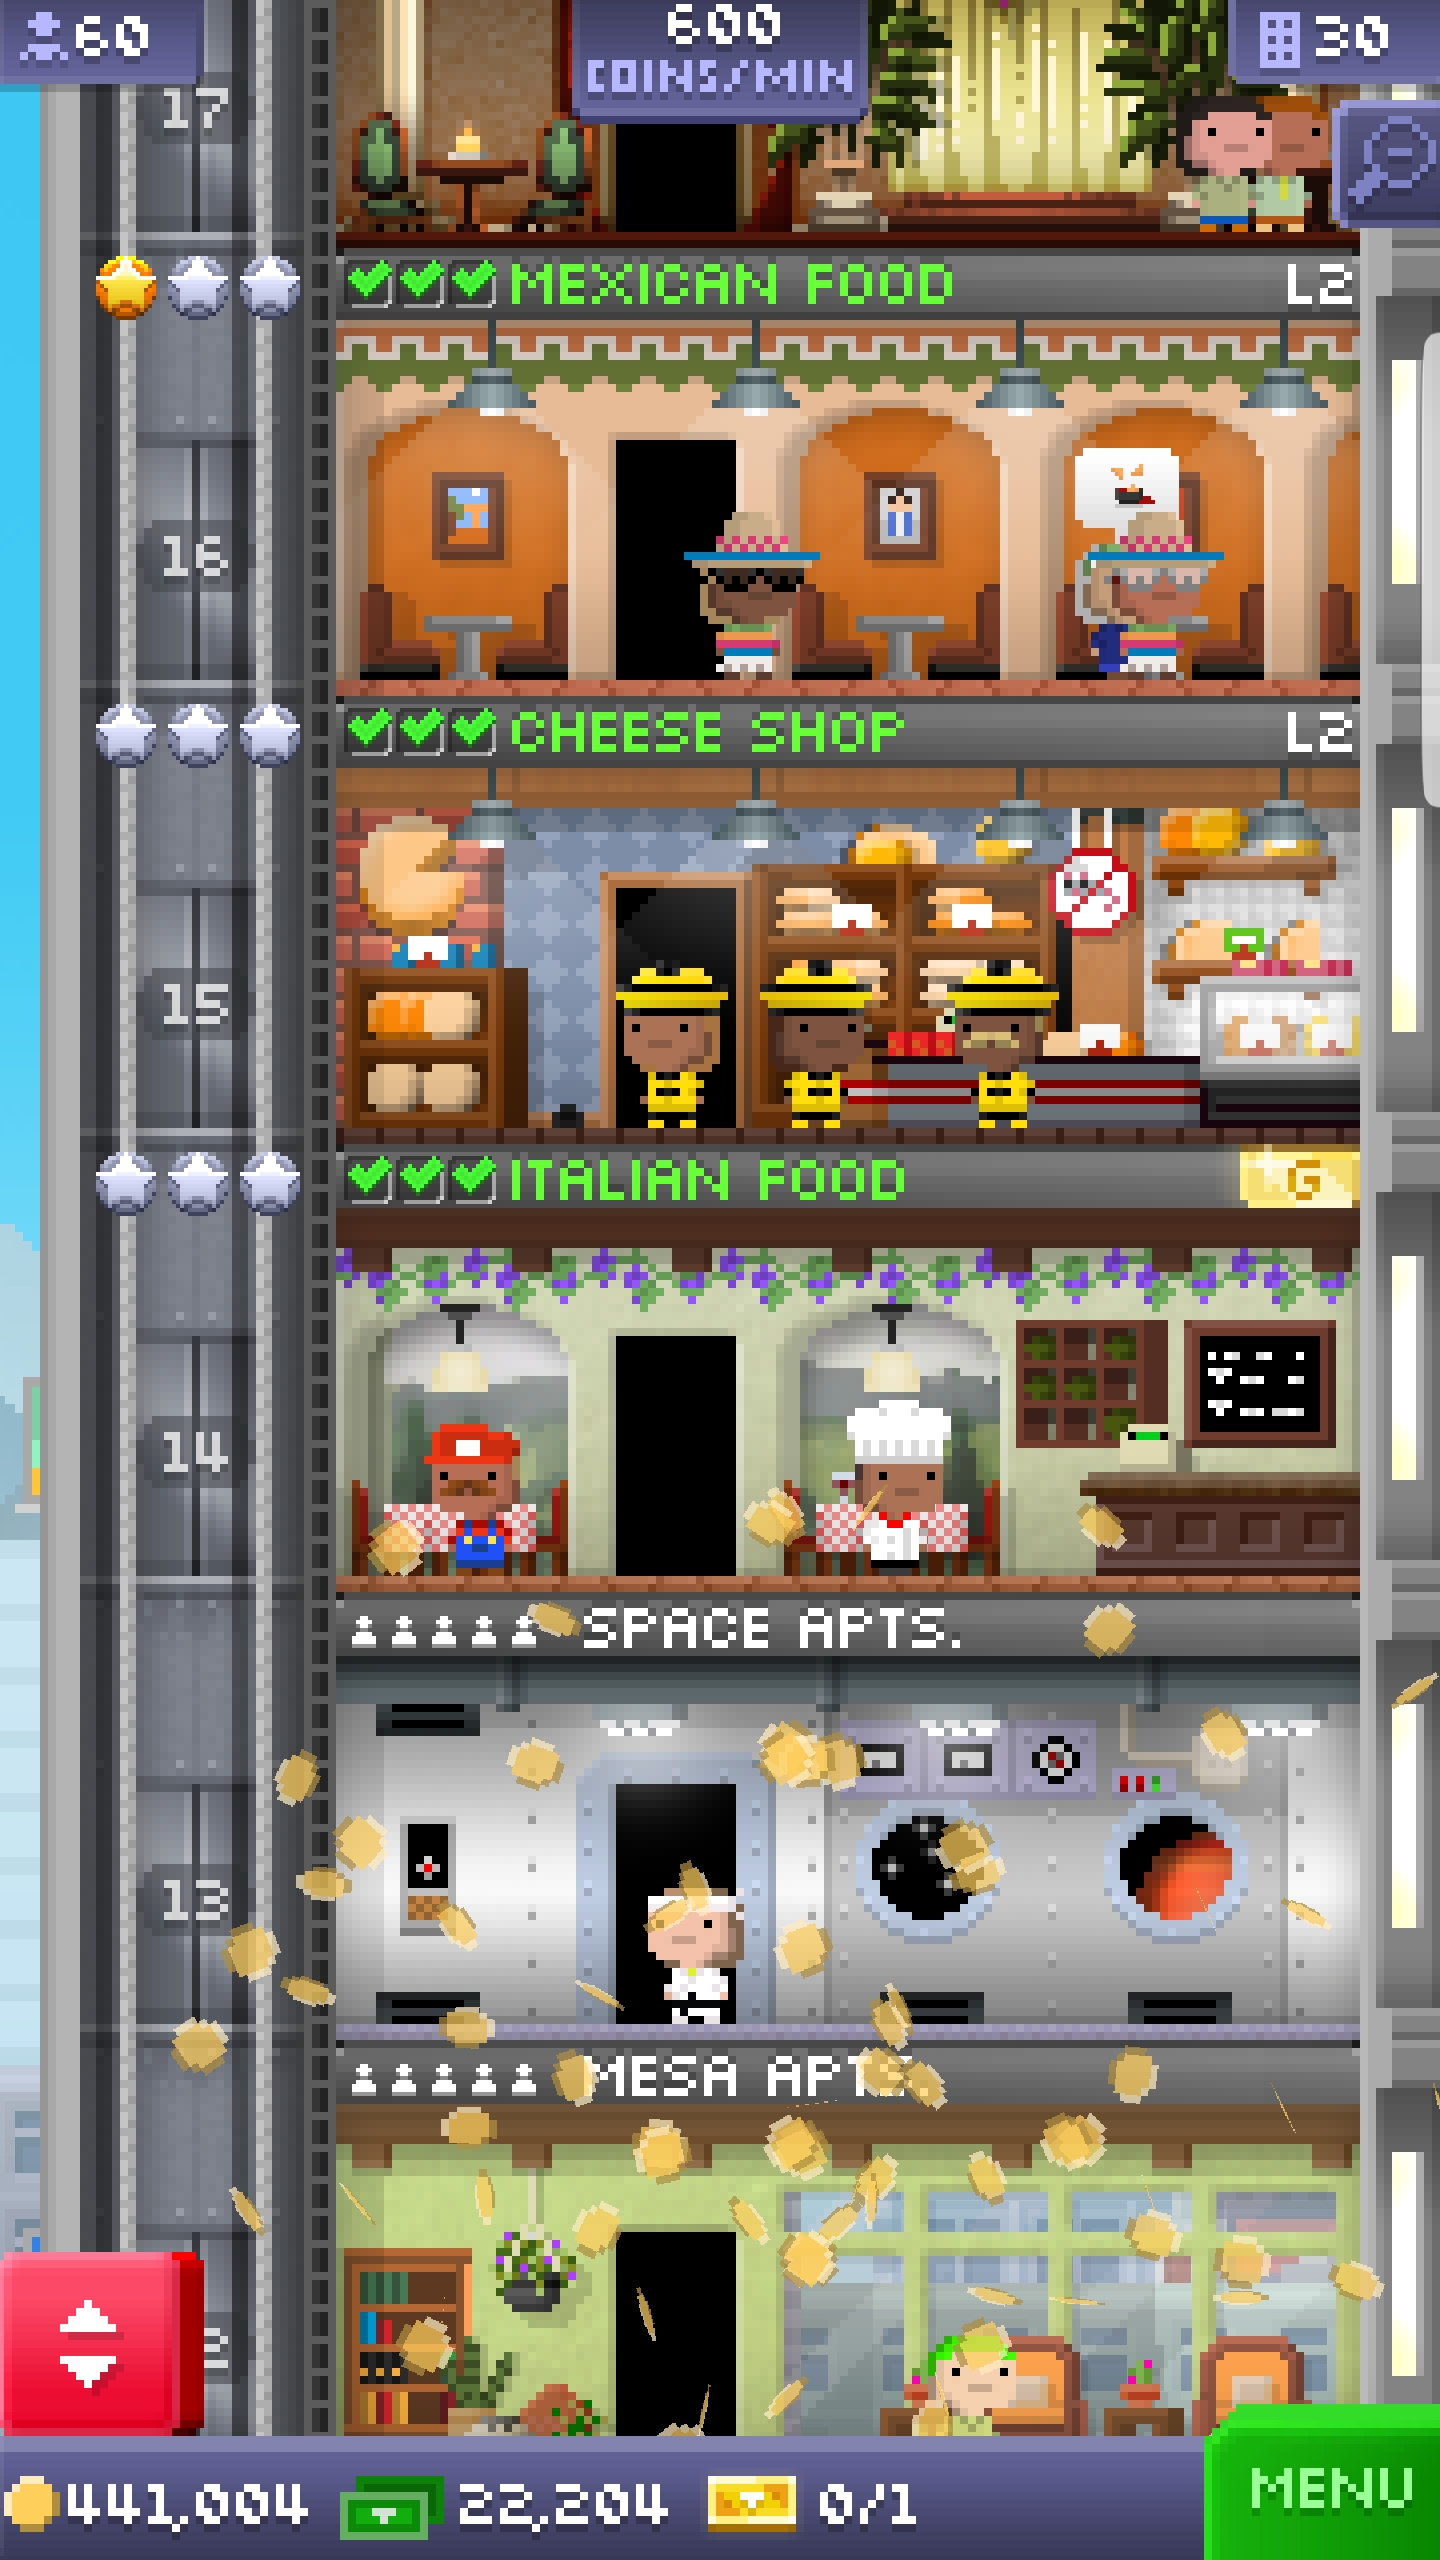 60
600
COINS/MIN
30
17
MEXICAN FOOD
L2
16
CHEESE SHOP
L2
15
ITALIAN FOOD
G
14
SPACE APTS.
13
MESA APTS
2
441,004
22,204
0/1
MENU